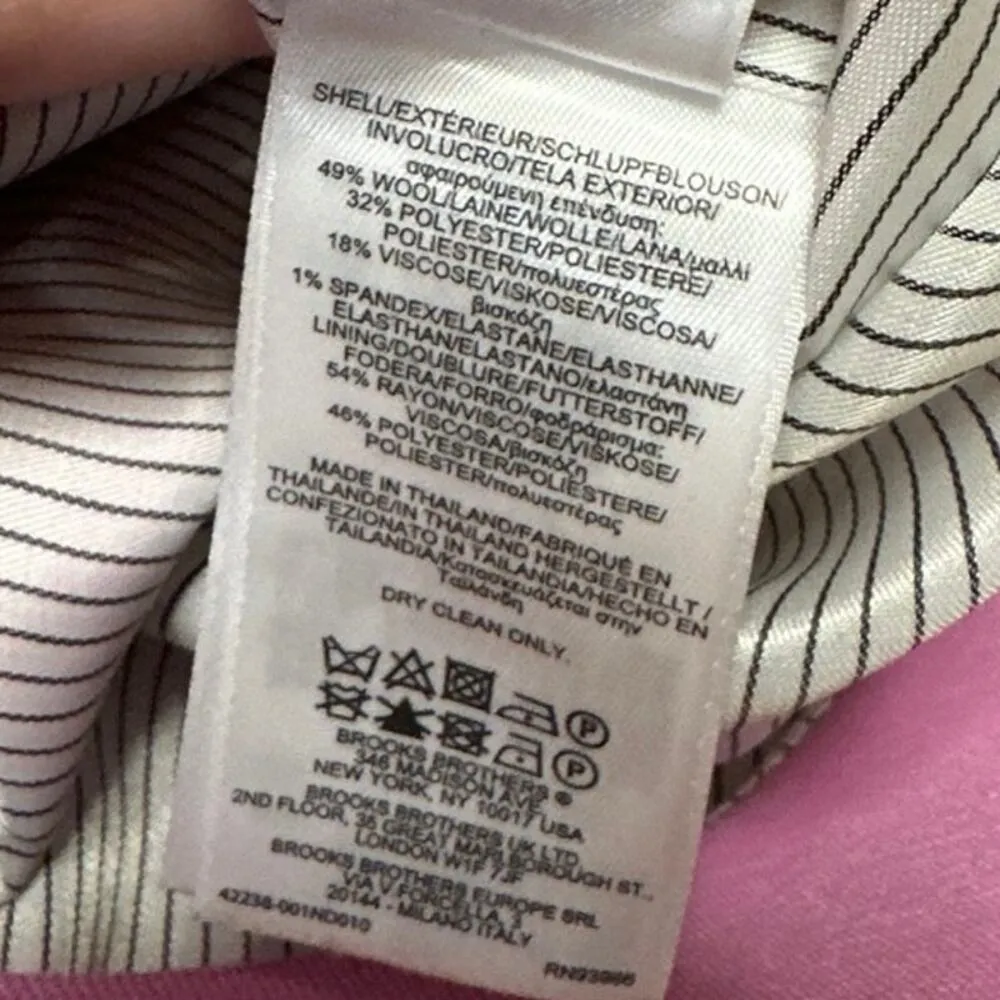 SHELL/EXTÉRIEUR/SCHLUPFBLOUSON/
INVOLUCRO/TELA EXTERIOR/
σφαιρούμενη επένδυση:
49% WOOL/LAINE/WOLLE/LANA/μαλλί
32% POLYESTER/POLIESTERE/
POLIESTER/πολυεστέρας
18% VISCOSE/VISKOSE/VISCOSA/
βισκόζη
1% SPANDEX/ELASTANE/ELASTHANNE/
ELASTHAN/ELASTANO/ελαστάνη
LINING/DOUBLURE/FUTTERSTOFF/
FODERA/FORRO/φοδράρισμα:
54% RAYON/VISCOSE/VISKOSE/
VISCOSA/βισκόζη
46% POLYESTER/POLIESTERE/
POLIESTER/πολυεστέρας
MADE IN THAILAND/FABRIQUÉ EN
THAILANDE/IN THAILAND HERGESTELLT /
CONFEZIONATO IN TAILANDIA/HECHO EN
TAILANDIA/Κατασκευάζεται στην
Ταϊλάνδη
DRY CLEAN ONLY.
P
P
BROOKS BROTHERS ®
346 MADISON AVE
NEW YORK, NY 10017 USA
BROOKS BROTHERS UK LTD
2ND FLOOR, 35 GREAT MARLBOROUGH ST.,
LONDON W1F 7JF
BROOKS BROTHERS EUROPE SRL
VIA V FORCELLA, 3
20144 - MILANO ITALY
42236-001ND010